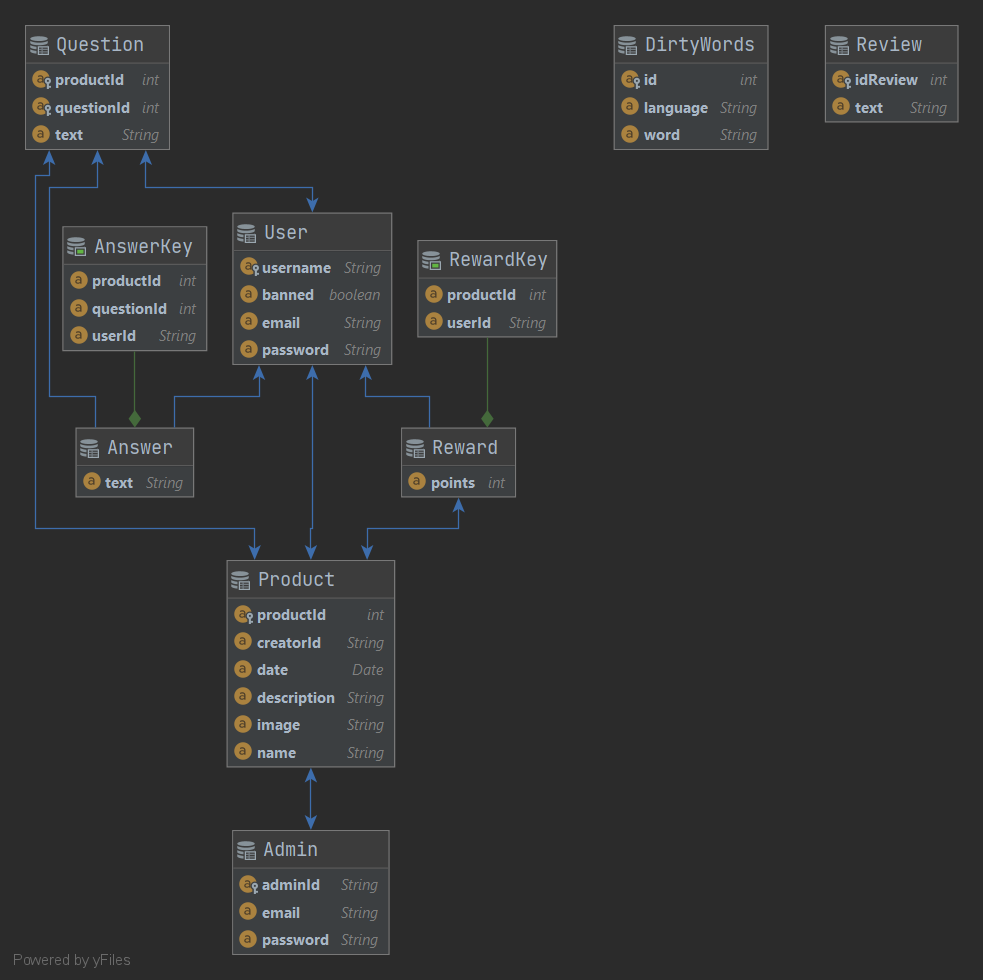 Question
productId int
questionId int
text String
DirtyWords
id int
language String
word String
Review
idReview int
text String
AnswerKey
productId int
questionId int
userId String
User
username String
banned boolean
email String
password String
RewardKey
productId int
userId String
Answer
text String
Reward
points int
Product
productId int
creatorId String
date Date
description String
image String
name String
Admin
adminId String
email String
password String
Powered by yFiles